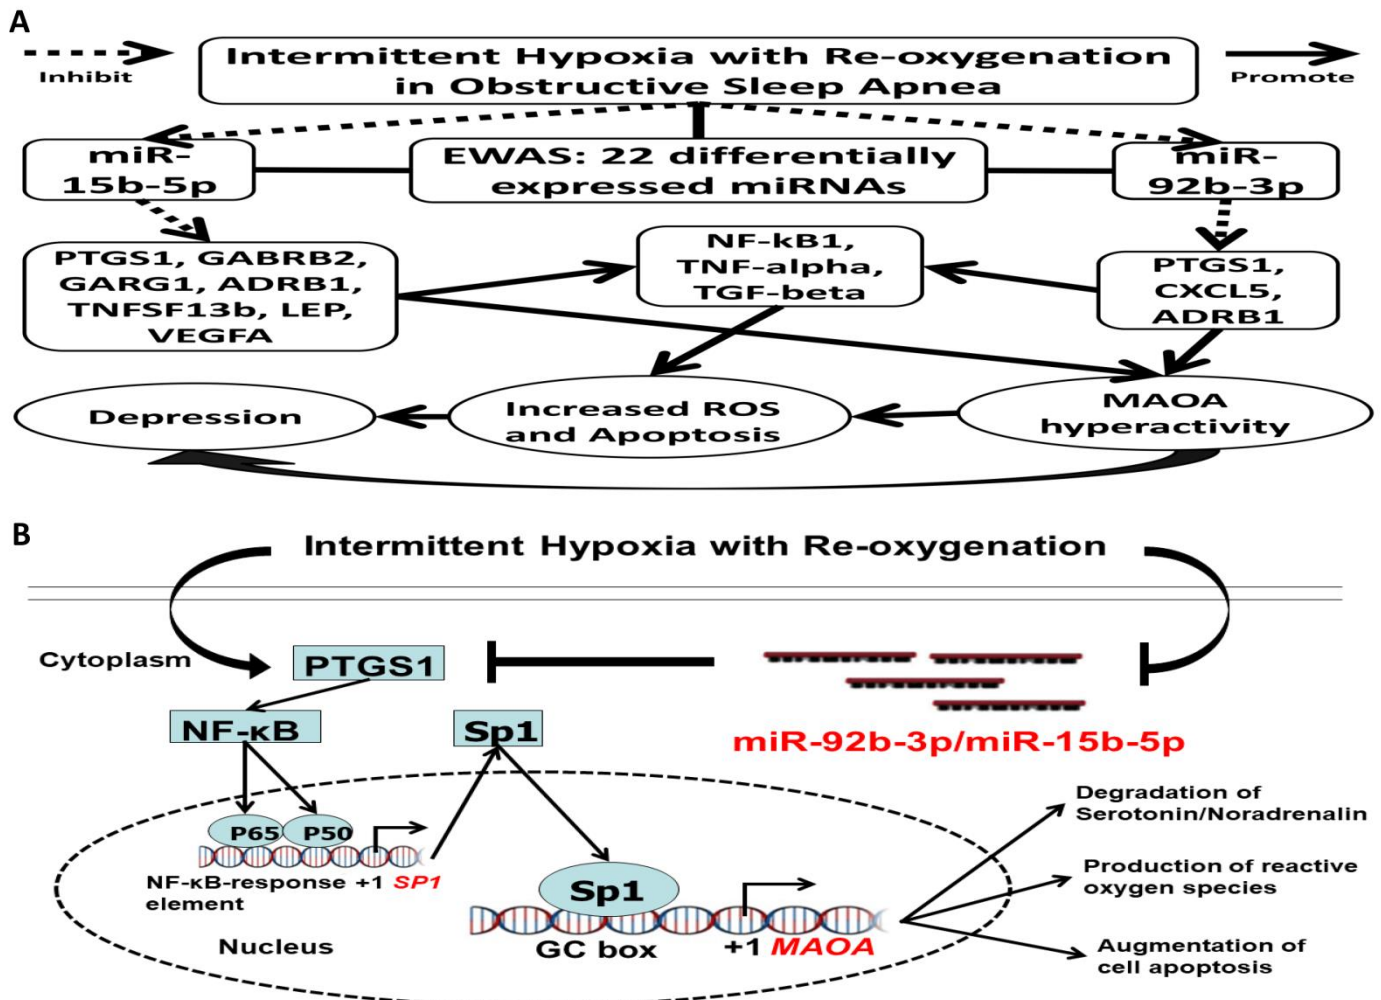 A
Inhibit
Intermittent Hypoxia with Re-oxygenation
in Obstructive Sleep Apnea
Promote
miR-
15b-5p
EWAS: 22 differentially
expressed miRNAs
miR-
92b-3p
PTGS1, GABRB2,
GARG1, ADRB1,
TNFSF13b, LEP,
VEGFA
NF-kB1,
TNF-alpha,
TGF-beta
PTGS1,
CXCL5,
ADRB1
Depression
Increased ROS
and Apoptosis
MAOA
hyperactivity
B
Intermittent Hypoxia with Re-oxygenation
Cytoplasm
PTGS1
NF-κB
Sp1
miR-92b-3p/miR-15b-5p
P65
P50
NF-κB-response +1 SP1
element
Nucleus
Sp1
GC box
+1 MAOA
Degradation of
Serotonin/Noradrenalin
Production of reactive
oxygen species
Augmentation of
cell apoptosis